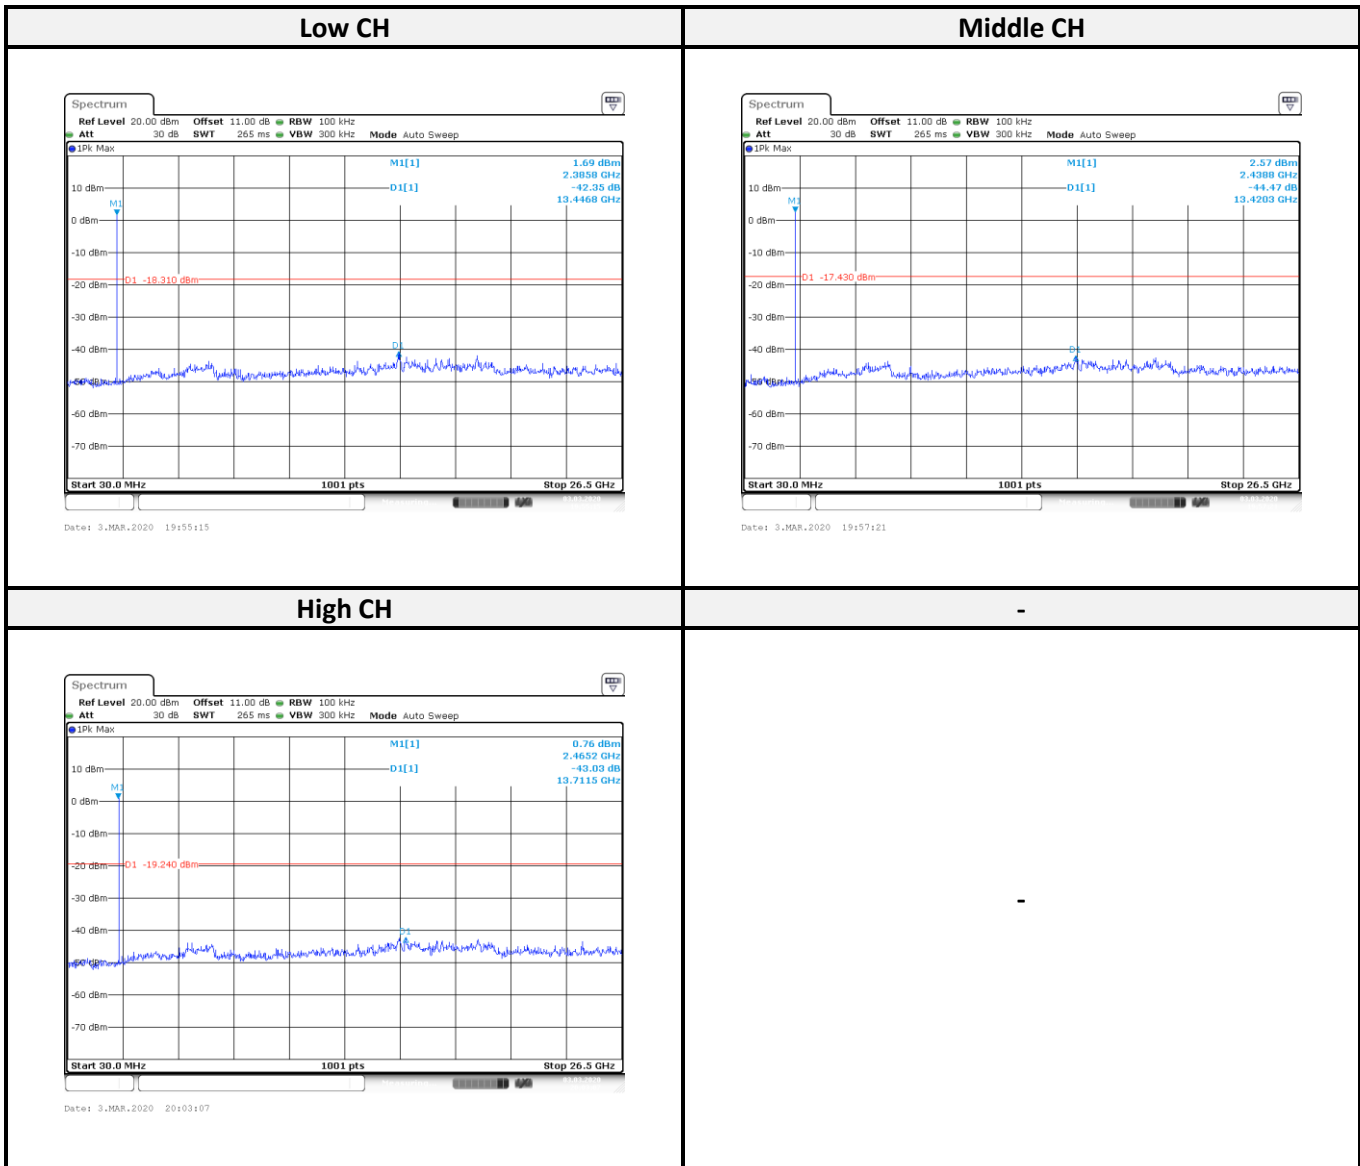 Low CH
Middle CH
Spectrum
Ref Level 20.00 dBm Offset 11.00 dB RBW 100 kHz
Att 30 dB SWT 265 ms VBW 300 kHz Mode Auto Sweep
1Pk Max
M1[1] 1.69 dBm
2.3858 GHz
10 dBm D1[1] -42.35 dB
13.4468 GHz
M1
0 dBm
-10 dBm
D1 -18.310 dBm
-20 dBm
-30 dBm
-40 dBm
D1
-50 dBm
-60 dBm
-70 dBm
Start 30.0 MHz 1001 pts Stop 26.5 GHz
Date: 3.MAR.2020 19:55:15
Spectrum
Ref Level 20.00 dBm Offset 11.00 dB RBW 100 kHz
Att 30 dB SWT 265 ms VBW 300 kHz Mode Auto Sweep
1Pk Max
M1[1] 2.57 dBm
2.4388 GHz
10 dBm D1[1] -44.47 dB
13.4203 GHz
M1
0 dBm
-10 dBm
D1 -17.430 dBm
-20 dBm
-30 dBm
-40 dBm
D1
-50 dBm
-60 dBm
-70 dBm
Start 30.0 MHz 1001 pts Stop 26.5 GHz
Date: 3.MAR.2020 19:57:21
High CH
-
Spectrum
Ref Level 20.00 dBm Offset 11.00 dB RBW 100 kHz
Att 30 dB SWT 265 ms VBW 300 kHz Mode Auto Sweep
1Pk Max
M1[1] 0.76 dBm
2.4652 GHz
10 dBm D1[1] -43.03 dB
13.7115 GHz
M1
0 dBm
-10 dBm
-20 dBm D1 -19.240 dBm
-30 dBm
-40 dBm
D1
-50 dBm
-60 dBm
-70 dBm
Start 30.0 MHz 1001 pts Stop 26.5 GHz
Date: 3.MAR.2020 20:03:07
-